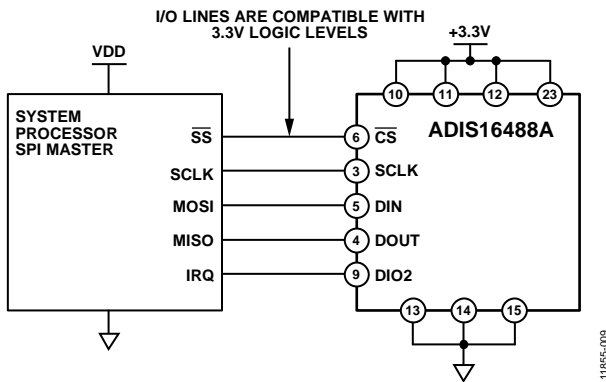 I/O LINES ARE COMPATIBLE WITH
3.3V LOGIC LEVELS
VDD
+3.3V
10
11
12
23
SYSTEM
PROCESSOR
SPI MASTER
ADIS16488A
SS
6
CS
SCLK
3
SCLK
MOSI
5
DIN
MISO
4
DOUT
IRQ
9
DIO2
13
14
15
11855-009